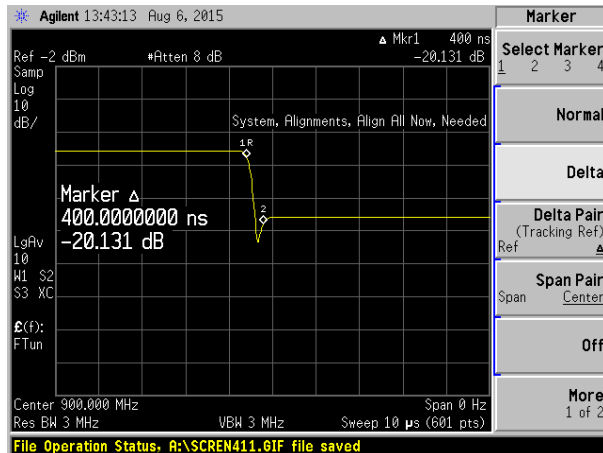 Agilent 13:43:13 Aug 6, 2015
Marker
Δ Mkr1 400 ns
Ref -2 dBm #Atten 8 dB -20.131 dB
Samp
Log
10
dB/
System, Alignments, Align All Now, Needed
1R
2
Marker Δ
400.0000000 ns
-20.131 dB
LgAv
10
W1 S2
S3 XC
£(f):
FTun
Center 900.000 MHz Span 0 Hz
Res BW 3 MHz VBW 3 MHz Sweep 10 µs (601 pts)
File Operation Status, A:\SCREN411.GIF file saved
Select Marker
1 2 3 4
Normal
Delta
Delta Pair
(Tracking Ref)
Ref Δ
Span Pair
Span Center
Off
More
1 of 2